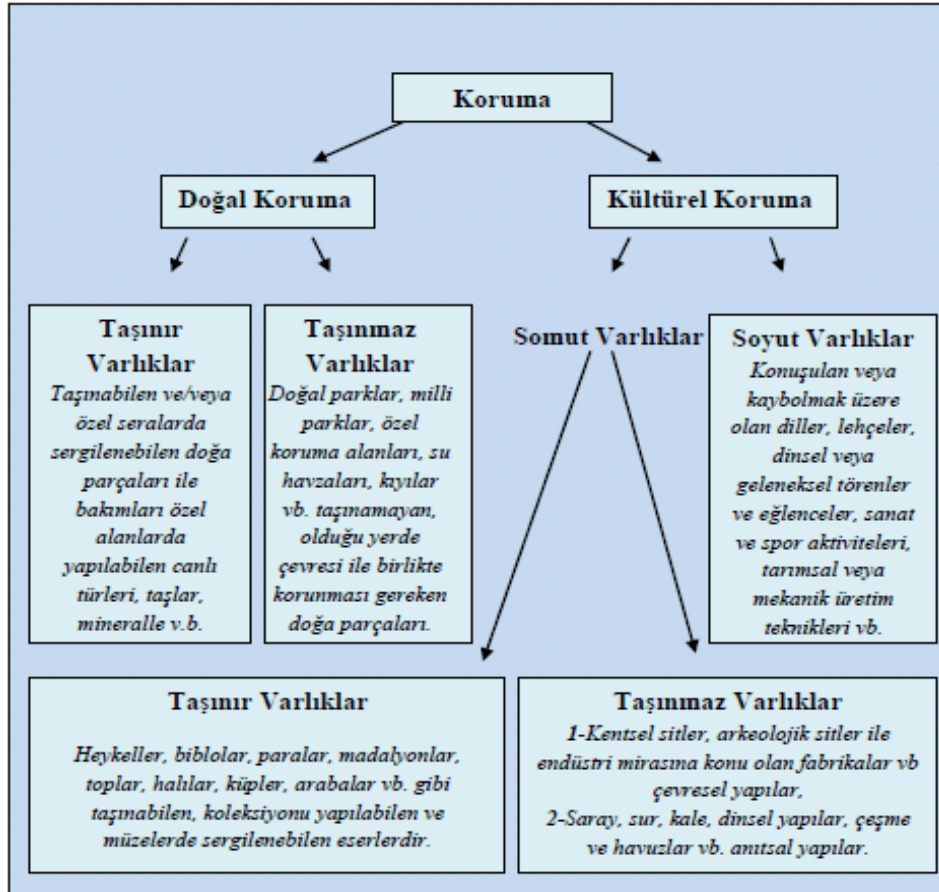 Koruma
Doğal Koruma
Kültürel Koruma
Taşınır
Varlıklar
Taşınabilen ve/veya
özel seralarda
sergilenebilen doğa
parçaları ile
bakımları özel
alanlarda
yapılabilen canlı
türleri, taşlar,
mineralle v.b.
Taşınmaz
Varlıklar
Doğal parklar, milli
parklar, özel
koruma alanları, su
havzaları, kıyılar
vb. taşınamayan,
olduğu yerde
çevresi ile birlikte
korunması gereken
doğa parçaları.
Somut Varlıklar
Soyut Varlıklar
Konuşulan veya
kaybolmak üzere
olan diller, lehçeler,
dinsel veya
geleneksel törenler
ve eğlenceler, sanat
ve spor aktiviteleri,
tarımsal veya
mekanik üretim
teknikleri vb.
Taşınır Varlıklar
Heykeller, biblolar, paralar, madalyonlar,
toplar, halılar, küpler, arabalar vb. gibi
taşınabilen, koleksiyonu yapılabilen ve
müzelerde sergilenebilen eserlerdir.
Taşınmaz Varlıklar
1-Kentsel sitler, arkeolojik sitler ile
endüstri mirasına konu olan fabrikalar vb
çevresel yapılar,
2-Saray, sur, kale, dinsel yapılar, çeşme
ve havuzlar vb. anıtsal yapılar.